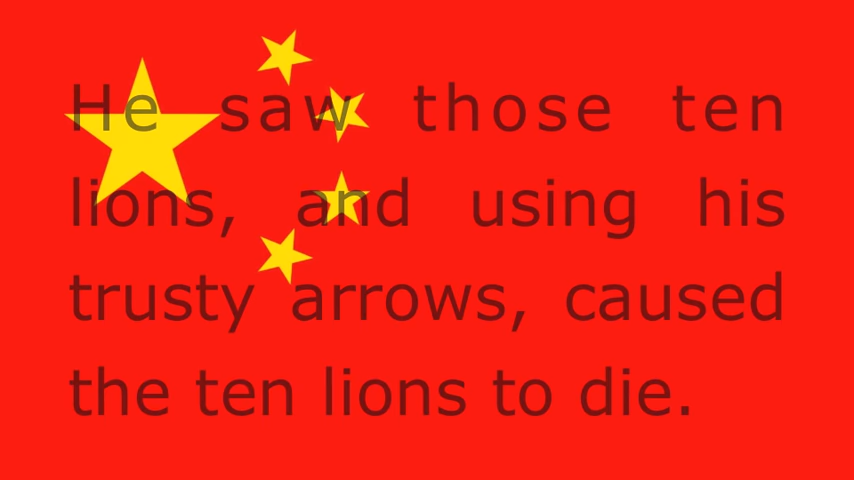 He saw those ten
lions, and using his
trusty arrows, caused
the ten lions to die.